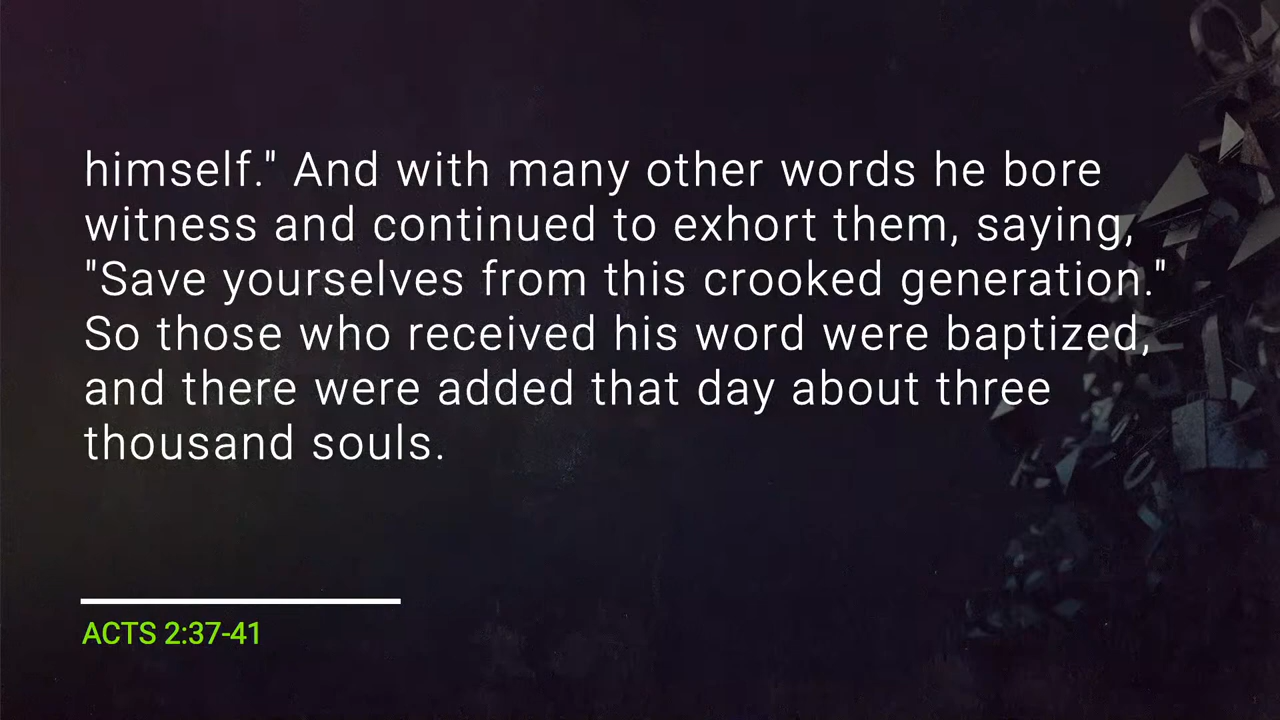 himself." And with many other words he bore
witness and continued to exhort them, saying,
"Save yourselves from this crooked generation."
So those who received his word were baptized,
and there were added that day about three
thousand souls.
ACTS 2:37-41